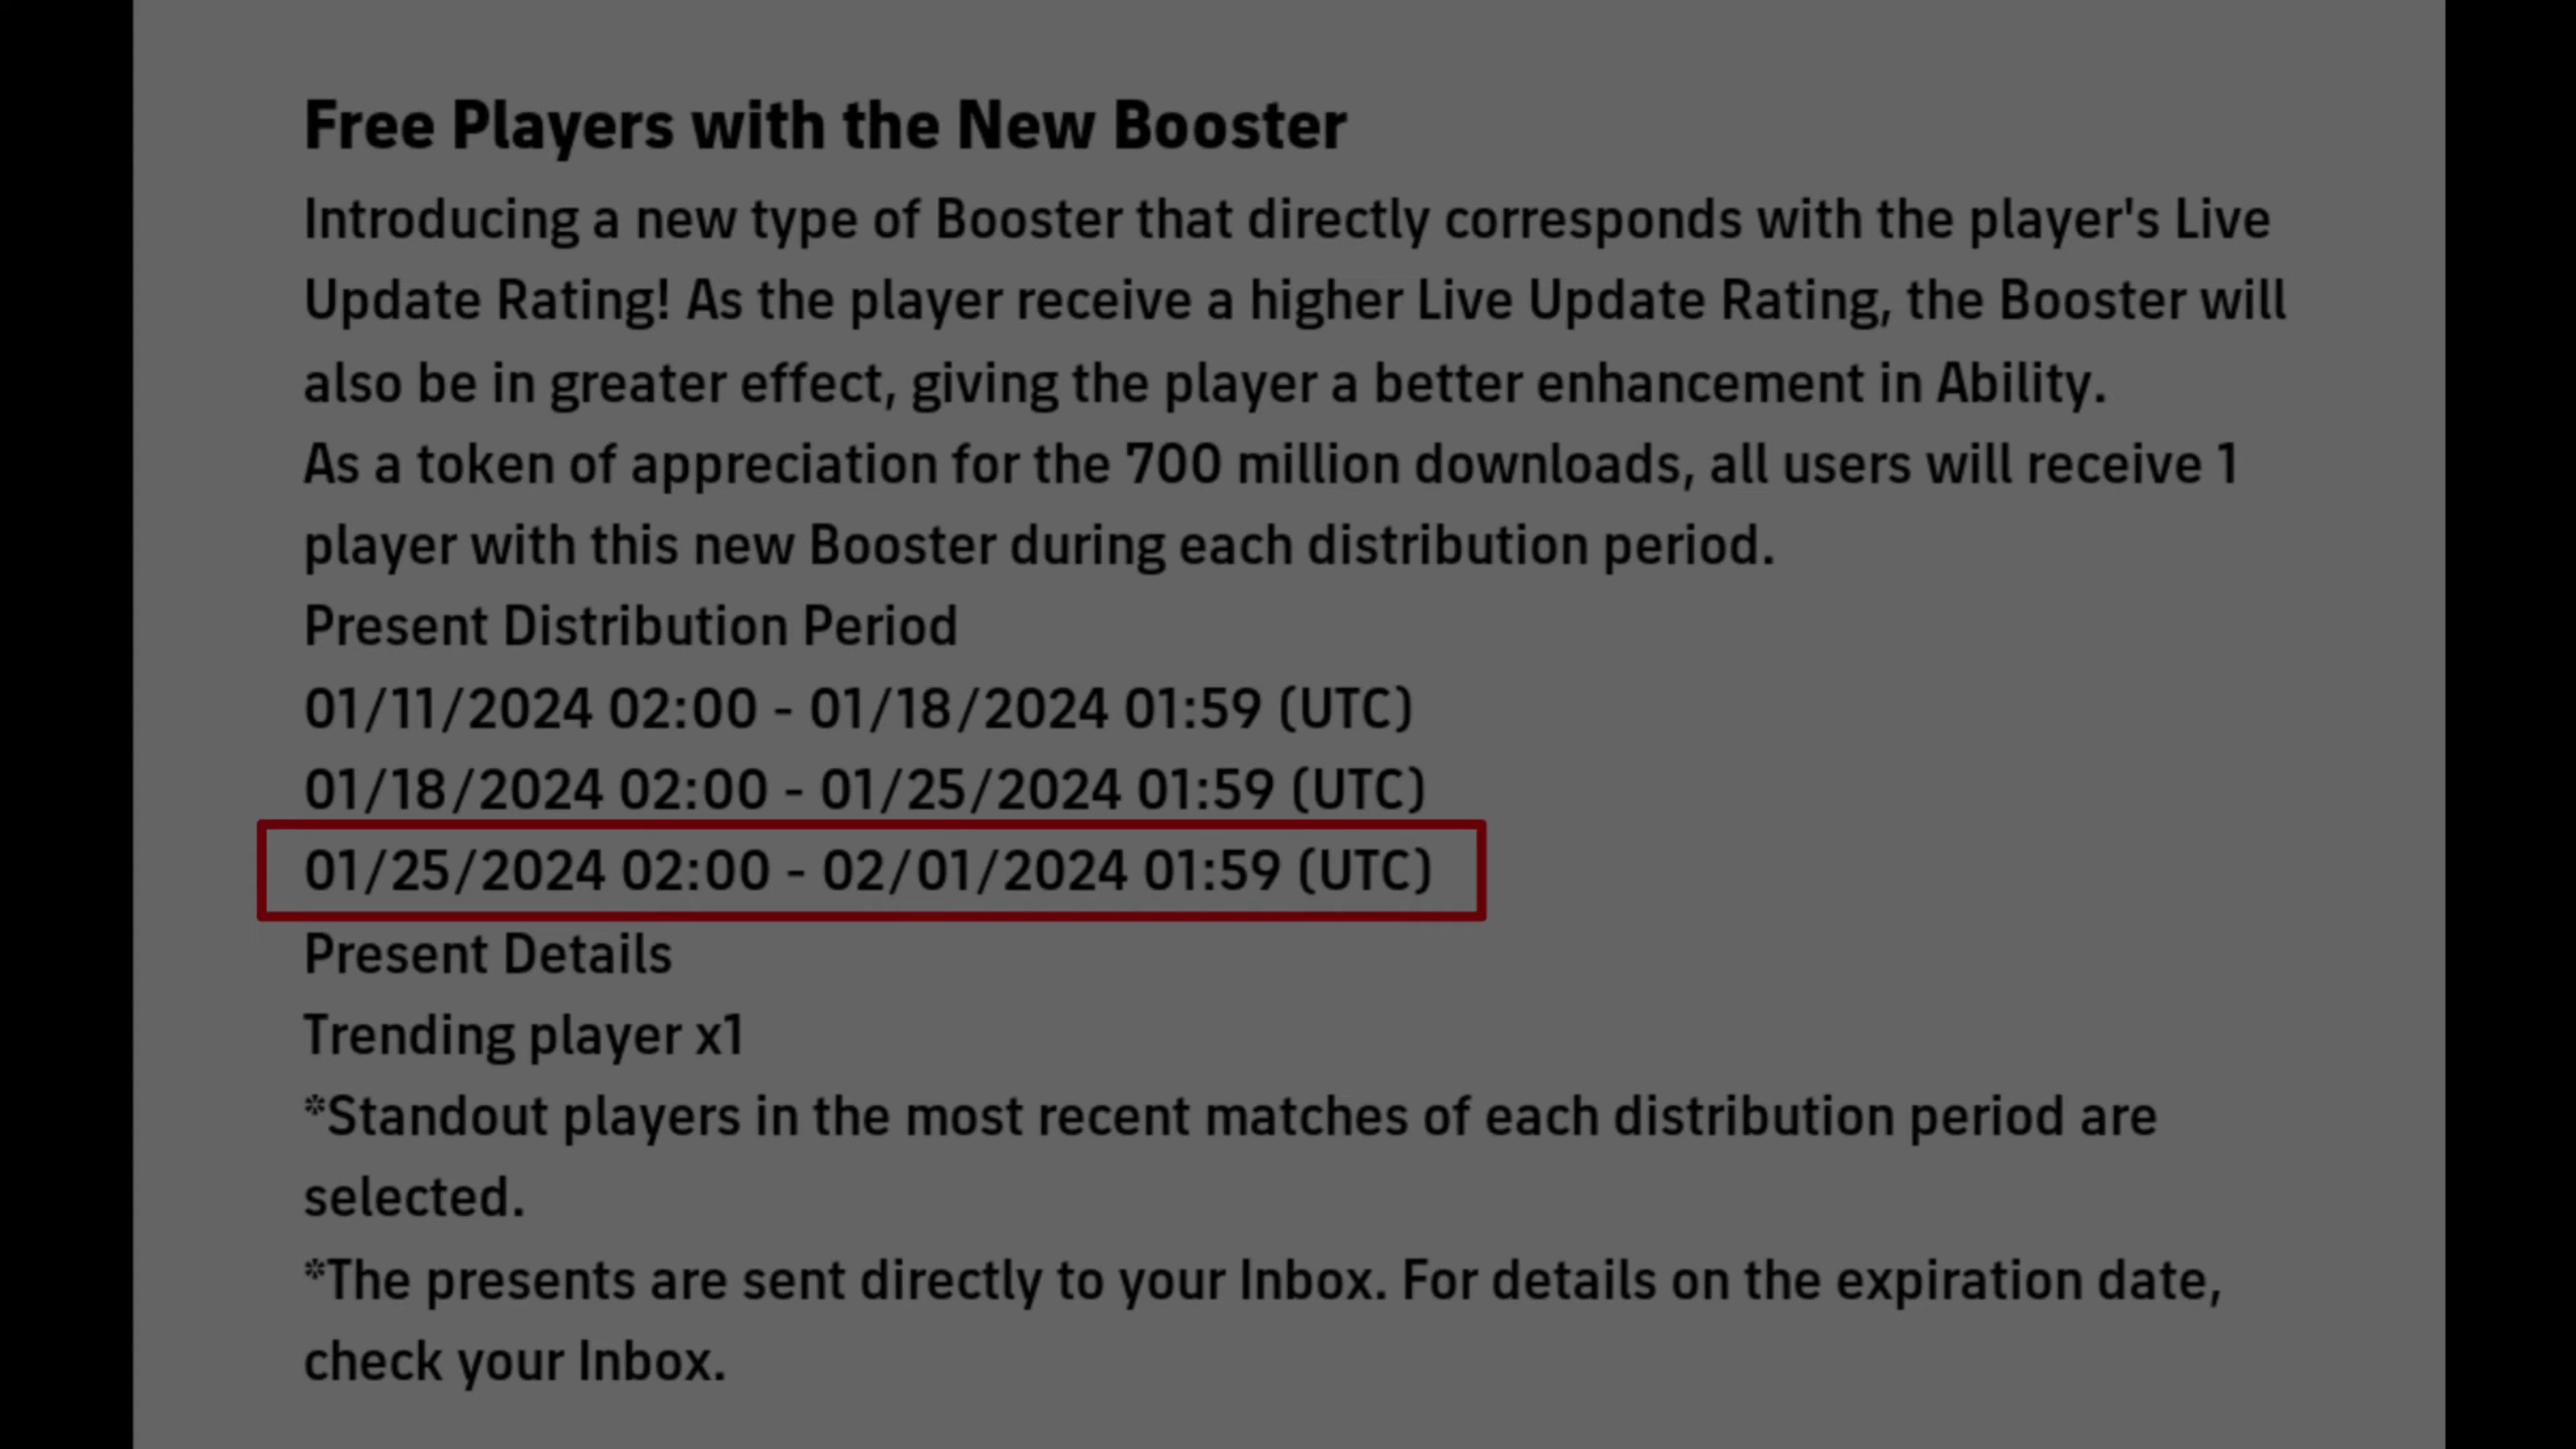 Free Players with the New Booster
Introducing a new type of Booster that directly corresponds with the player's Live
Update Rating! As the player receive a higher Live Update Rating, the Booster will
also be in greater effect, giving the player a better enhancement in Ability.
As a token of appreciation for the 700 million downloads, all users will receive 1
player with this new Booster during each distribution period.
Present Distribution Period
01/11/2024 02:00 - 01/18/2024 01:59 (UTC)
01/18/2024 02:00 - 01/25/2024 01:59 (UTC)
01/25/2024 02:00 - 02/01/2024 01:59 (UTC)
Present Details
Trending player x1
*Standout players in the most recent matches of each distribution period are
selected.
*The presents are sent directly to your Inbox. For details on the expiration date,
check your Inbox.